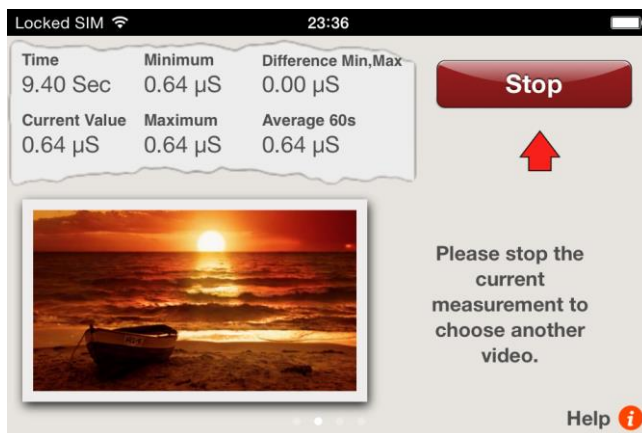 Locked SIM 23:36
Time Minimum Difference Min,Max
9.40 Sec 0.64 µS 0.00 µS
Current Value Maximum Average 60s
0.64 µS 0.64 µS 0.64 µS
Stop
Please stop the
current
measurement to
choose another
video.
Help i